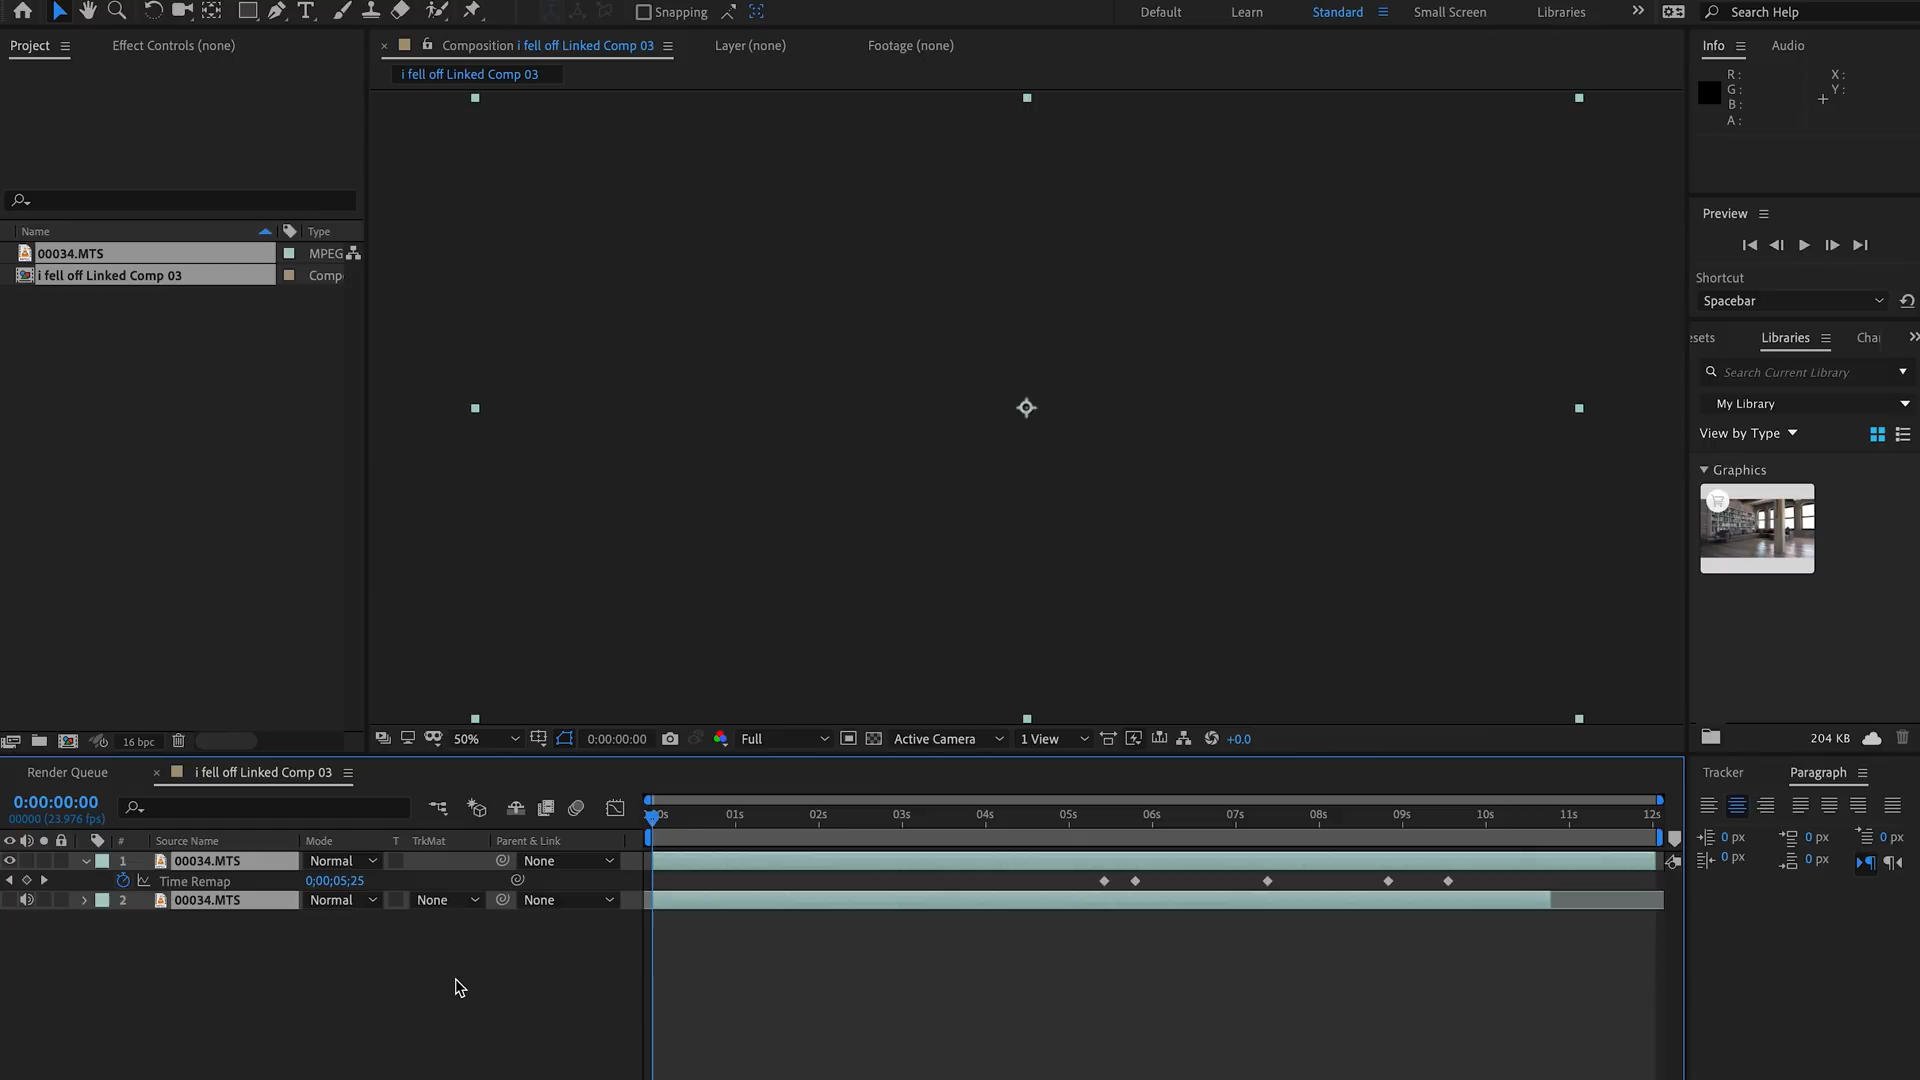 Snapping
Default
Learn
Standard
Small Screen
Libraries
Search Help
Project
Effect Controls (none)
Composition i fell off Linked Comp 03
Layer (none)
Footage (none)
Info
Audio
i fell off Linked Comp 03
R:
G:
B:
A:
X:
Y:
Name
Type
00034.MTS
MPEG
i fell off Linked Comp 03
Comp
Preview
Shortcut
Spacebar
esets
Libraries
Cha
Search Current Library
My Library
View by Type
Graphics
16 bpc
50%
0:00:00:00
Full
Active Camera
1 View
+0.0
204 KB
Render Queue
i fell off Linked Comp 03
Tracker
Paragraph
0:00:00:00
00000 (23.976 fps)
0s
01s
02s
03s
04s
05s
06s
07s
08s
09s
10s
11s
12s
#
Source Name
Mode
T
TrkMat
Parent & Link
1
00034.MTS
Normal
None
Time Remap
0;00;05;25
2
00034.MTS
Normal
None
None
0 px
0 px
0 px
0 px
0 px